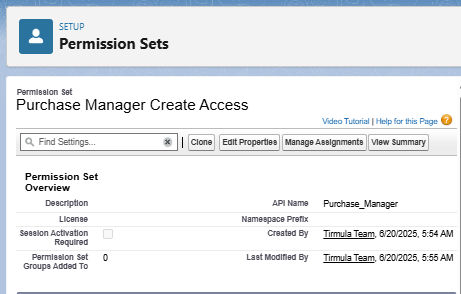 SETUP
Permission Sets
Permission Set
Purchase Manager Create Access
Video Tutorial | Help for this Page ?
Find Settings... | Clone Edit Properties Manage Assignments View Summary
Permission Set Overview
Description API Name Purchase_Manager
License Namespace Prefix
Session Activation Required Created By Tirmula Team, 6/20/2025, 5:54 AM
Permission Set Groups Added To 0 Last Modified By Tirmula Team, 6/20/2025, 5:55 AM